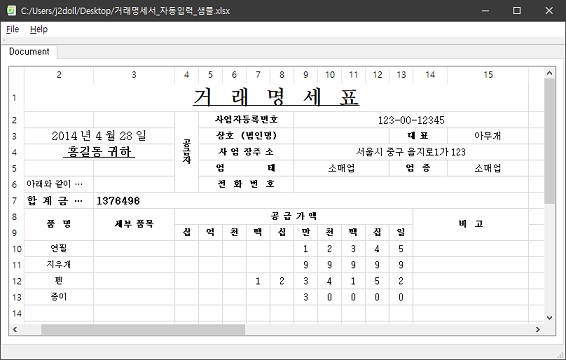 C:/Users/j2doll/Desktop/거래명세서_자동입력_샘플.xlsx
File Help
Document
2 3 4 5 6 7 8 9 10 11 12 13 14 15
1 거 래 명 세 표
2 공급자 사업자등록번호 123-00-12345
3 2014 년 4 월 28 일 상호 (법인명) 대 표 아무개
4 홍길동 귀하 사 업 장주 소 서울시 중구 을지로1가 123
5 업 태 소매업 업 종 소매업
6 아래와 같이 ··· 전 화 번 호
7 합 계 금 ··· 1376496
8 품 명 세부 품목 공 급 가 액 비 고
9 십 억 천 백 십 만 천 백 십 일
10 연필 1 2 3 4 5
11 지우개 9 9 9 9 9
12 펜 1 2 3 4 1 5 2
13 종이 3 0 0 0 0
14